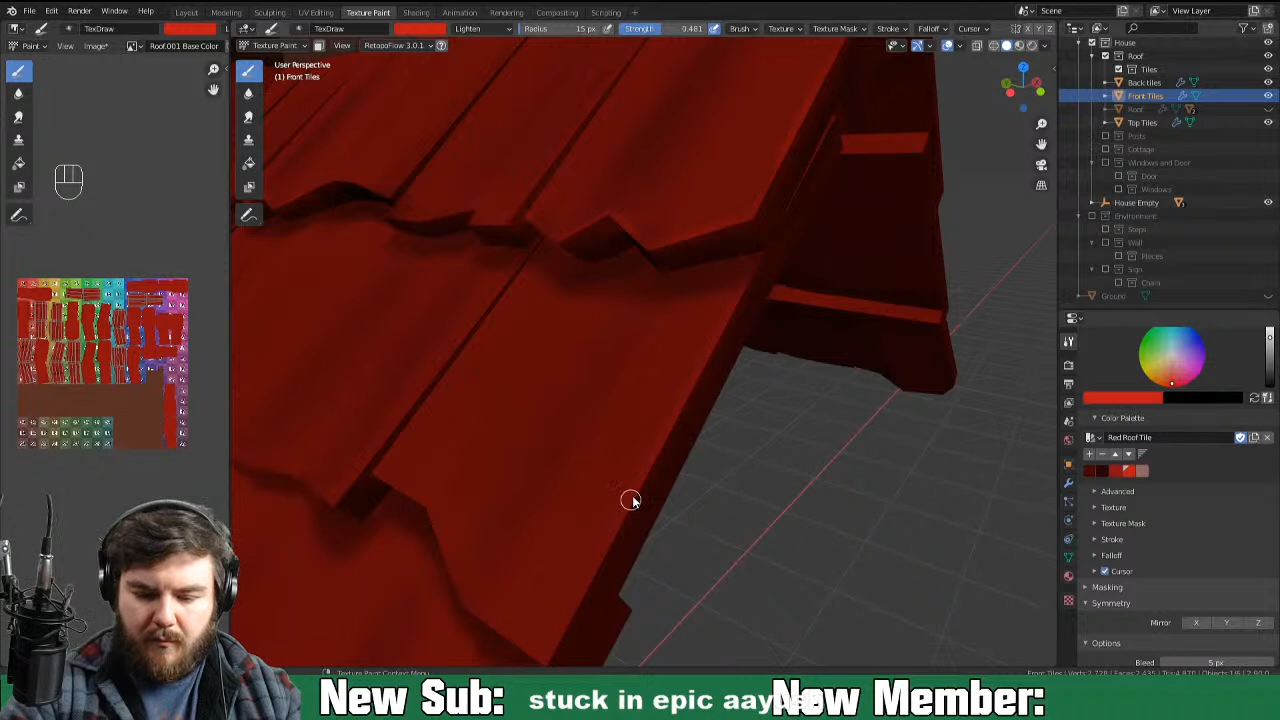 File Edit Render Window Help Layout Modeling Sculpting UV Editing Texture Paint Shading Animation Rendering Compositing Scripting Scene View Layer
TexDraw TexDraw Lighten Radius 15 px Strength 0.481 Brush Texture Texture Mask Stroke Falloff Cursor
Paint View Image* Roof.001 Base Color Texture Paint View RetopoFlow 3.0.1
User Perspective
(1) Front Tiles
House
Roof
Tiles
Back tiles
Front Tiles
Roof
Top Tiles
Posts
Cottage
Windows and Door
Door
Windows
House Empty
Environment
Steps
Wall
Pieces
Sign
Chain
Ground
Color Palette
Red Roof Tile
Advanced
Texture
Texture Mask
Stroke
Falloff
Cursor
Masking
Symmetry
Mirror X Y Z
Options
Bleed 5 px
Texture Paint Context Menu
New Sub: stuck in epic New Member: